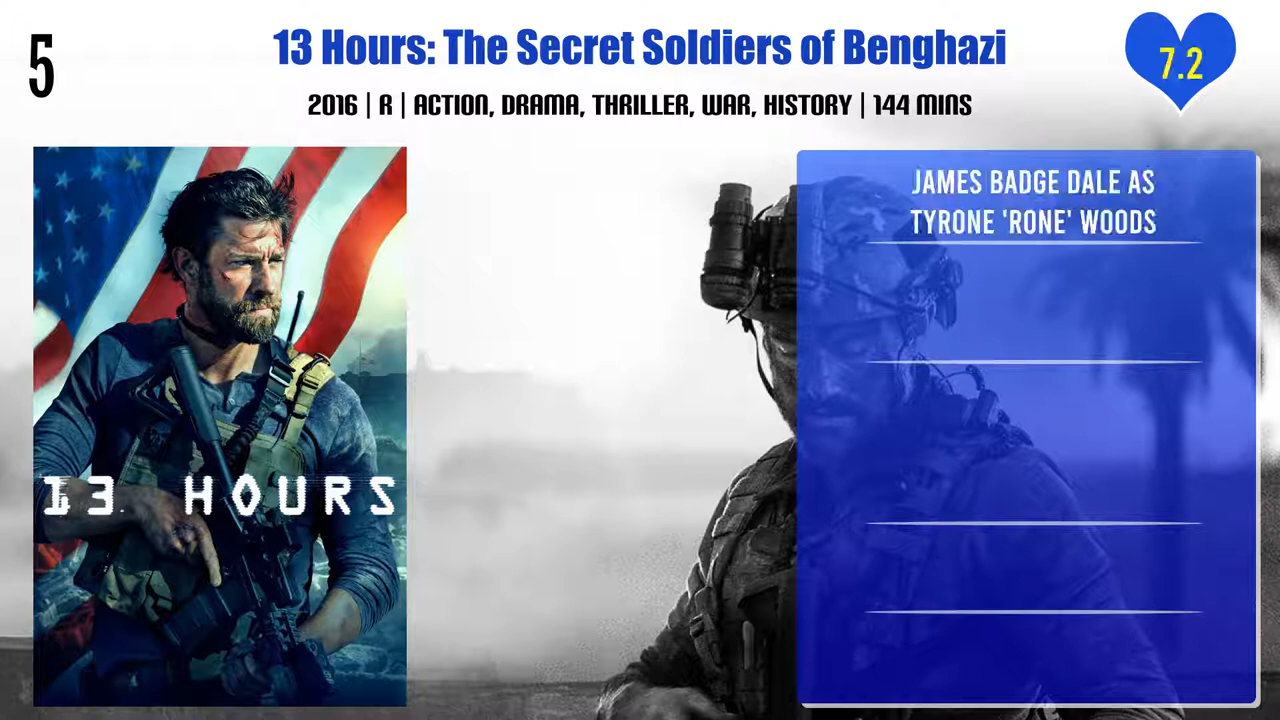 5
13 Hours: The Secret Soldiers of Benghazi
7.2
2016 | R | ACTION, DRAMA, THRILLER, WAR, HISTORY | 144 MINS
JAMES BADGE DALE AS
TYRONE 'RONE' WOODS
13 HOURS